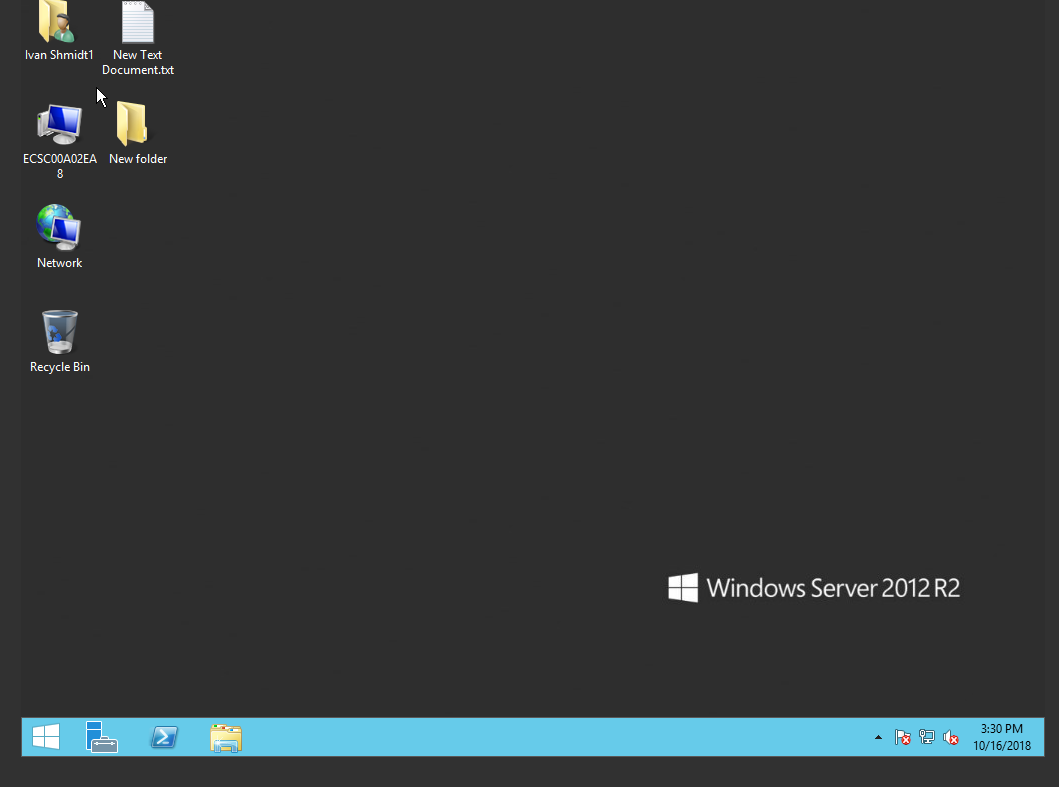 Ivan Shmidt1
New Text
Document.txt
ECSC00A02EA
8
New folder
Network
Recycle Bin
Windows Server 2012 R2
3:30 PM
10/16/2018